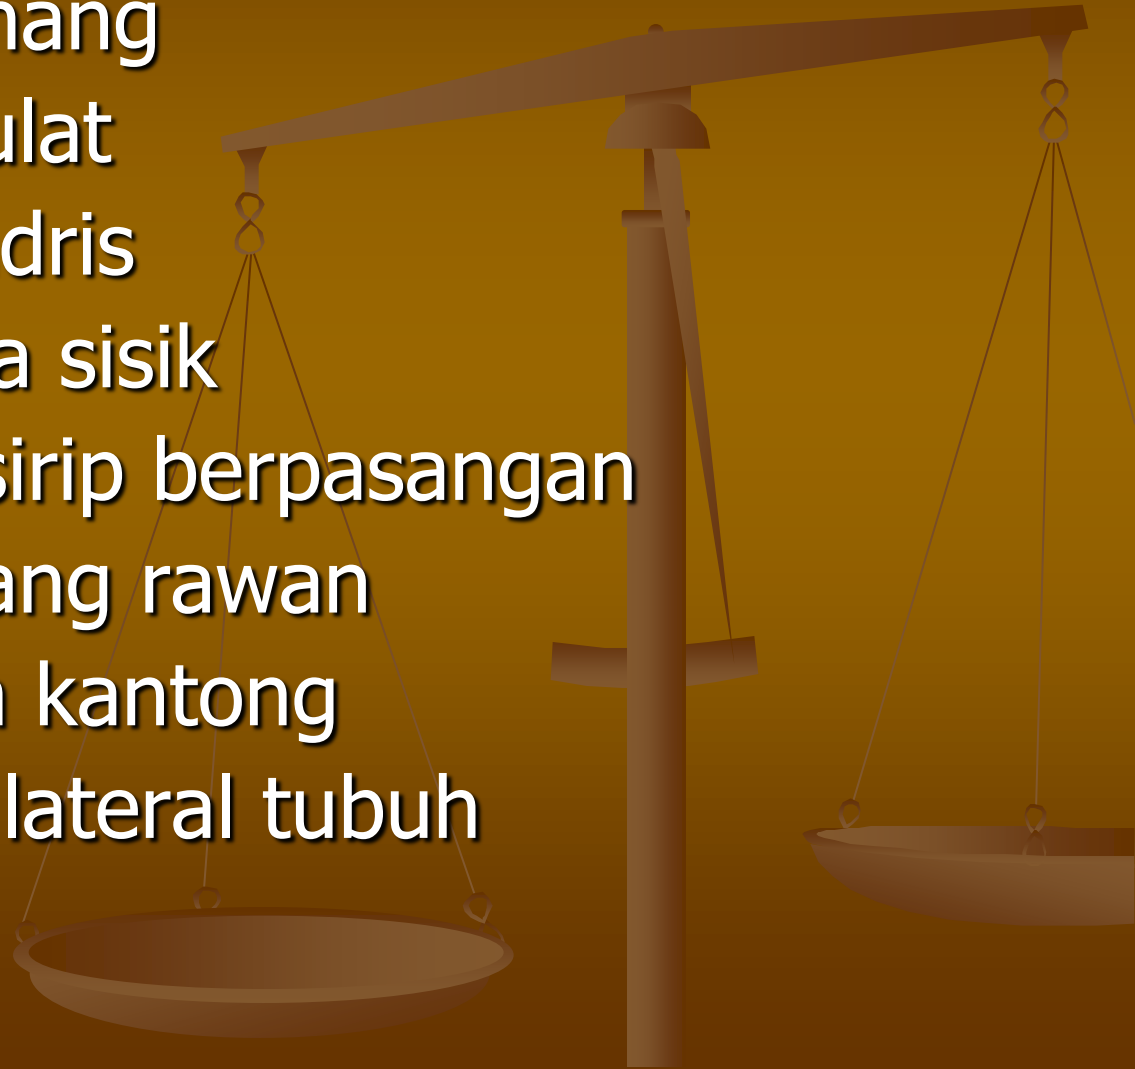 nang
ulat
dris
a sisik
sirip berpasangan
ang rawan
kantong
lateral tubuh